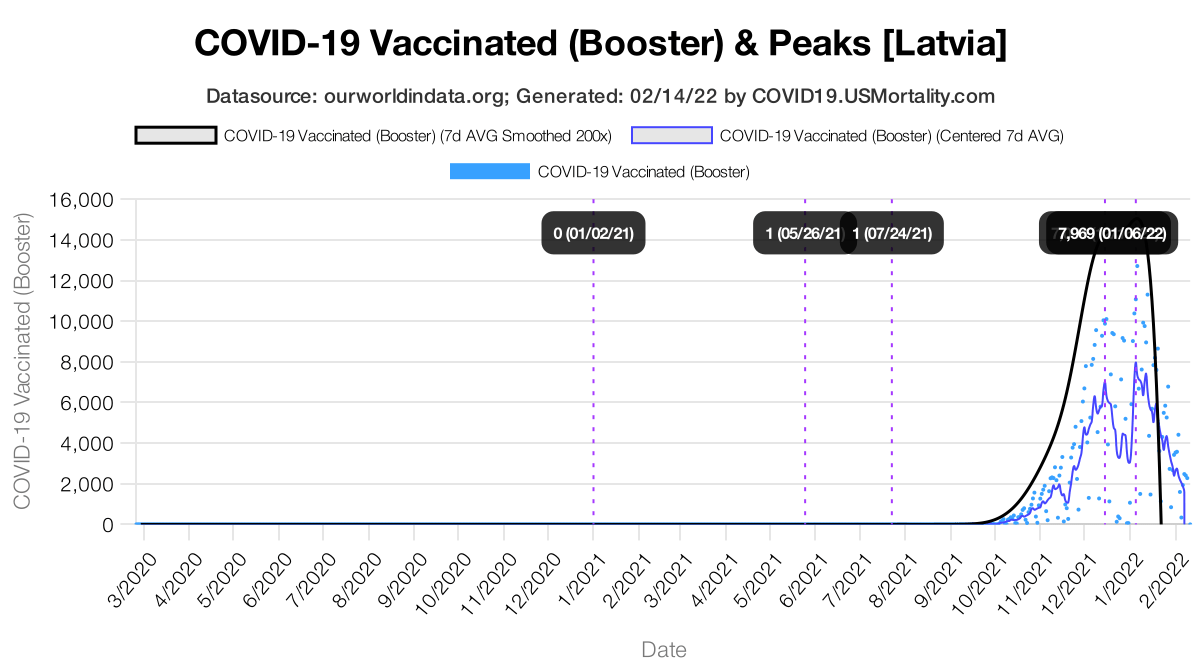 COVID-19 Vaccinated (Booster) & Peaks [Latvia]
Datasource: ourworldindata.org; Generated: 02/14/22 by COVID19.USMortality.com
COVID-19 Vaccinated (Booster) (7d AVG Smoothed 200x) COVID-19 Vaccinated (Booster) (Centered 7d AVG)
COVID-19 Vaccinated (Booster)
COVID-19 Vaccinated (Booster)
16,000
14,000
12,000
10,000
8,000
6,000
4,000
2,000
0
0 (01/02/21) 1 (05/26/21) 1 (07/24/21) 7,969 (01/06/22)
3/2020 4/2020 5/2020 6/2020 7/2020 8/2020 9/2020 10/2020 11/2020 12/2020 1/2021 2/2021 3/2021 4/2021 5/2021 6/2021 7/2021 8/2021 9/2021 10/2021 11/2021 12/2021 1/2022 2/2022
Date